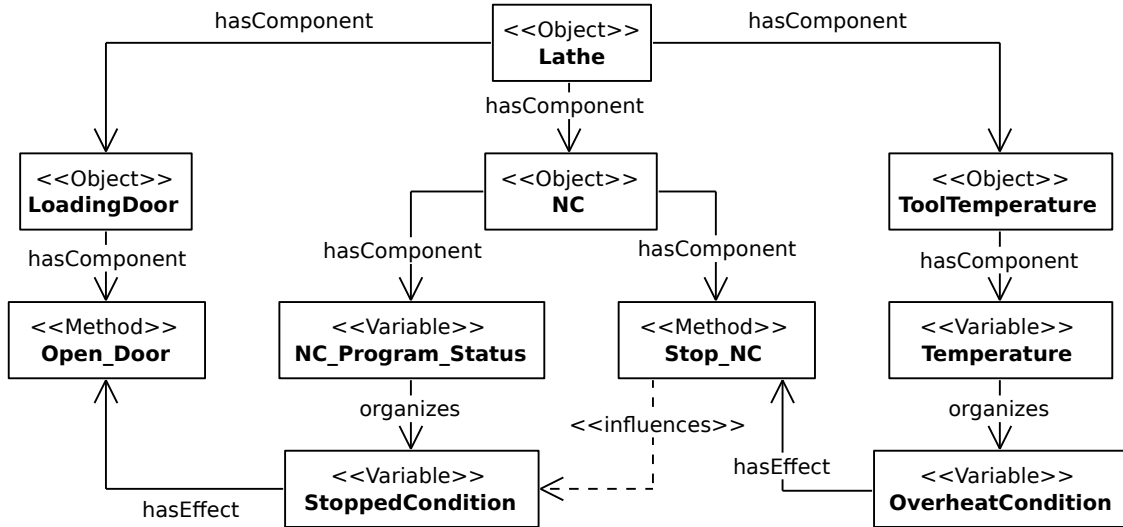 hasComponent
<<Object>>
Lathe
hasComponent
hasComponent
<<Object>>
LoadingDoor
<<Object>>
NC
<<Object>>
ToolTemperature
hasComponent
hasComponent
hasComponent
hasComponent
<<Method>>
Open_Door
<<Variable>>
NC_Program_Status
<<Method>>
Stop_NC
<<Variable>>
Temperature
organizes
<<influences>>
organizes
<<Variable>>
StoppedCondition
hasEffect
<<Variable>>
OverheatCondition
hasEffect